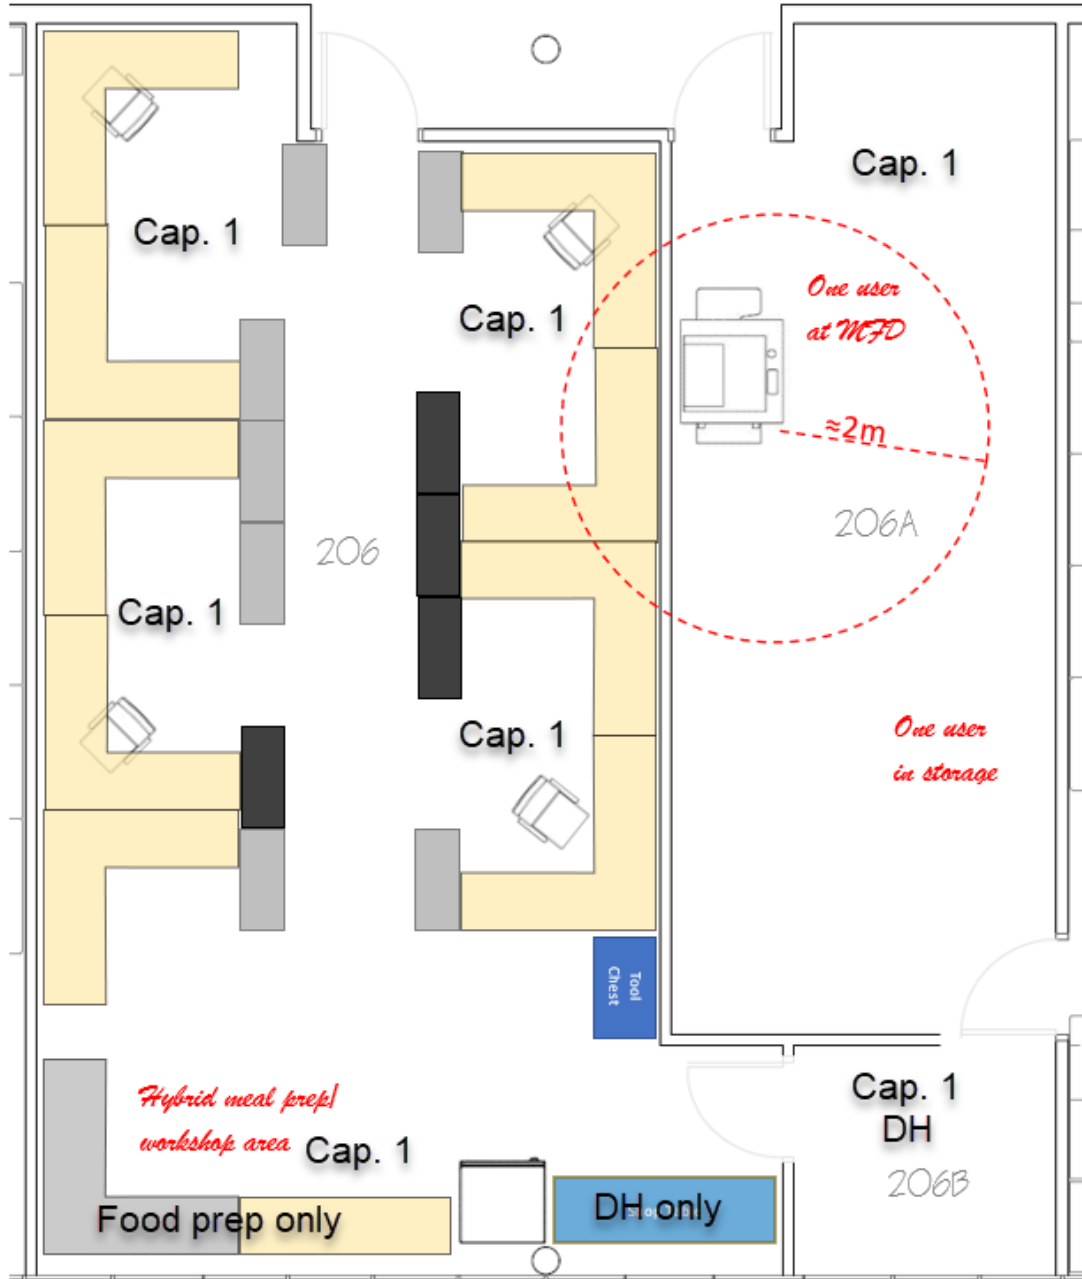 Cap. 1
Cap. 1
One user
at MFD
Cap. 1
≈2m
206A
206
Cap. 1
Cap. 1
One user
in storage
Tool
Chest
Hybrid meal prep/
workshop area
Cap. 1
Cap. 1
DH
206B
Food prep only
DH only